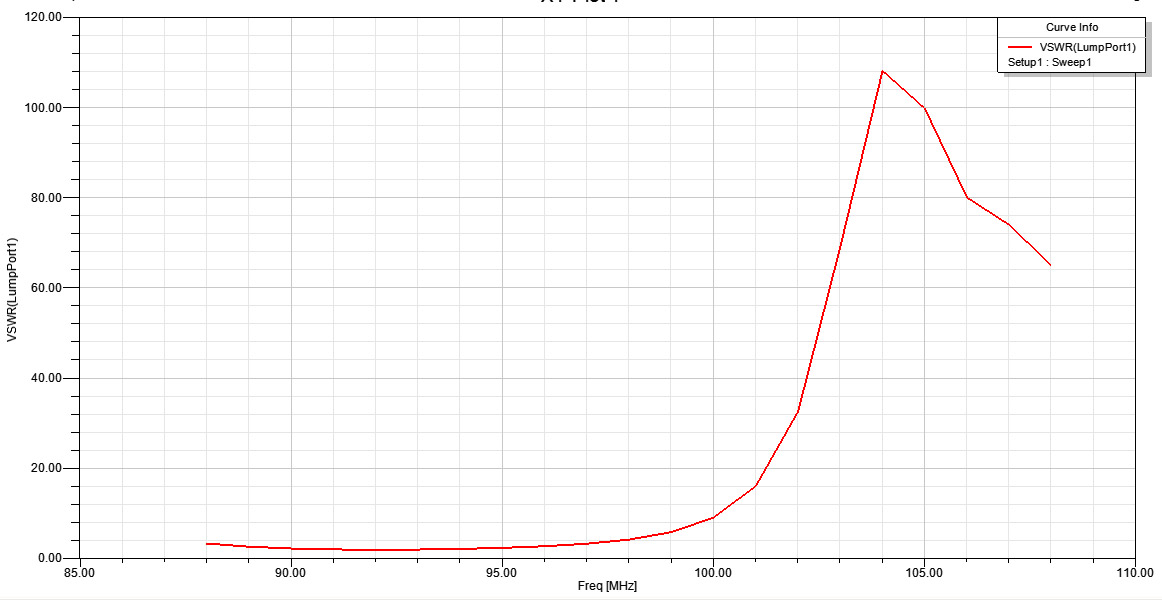 120.00
100.00
80.00
60.00
40.00
20.00
0.00
VSWR(LumpPort1)
85.00
90.00
95.00
100.00
105.00
110.00
Freq [MHz]
Curve Info
VSWR(LumpPort1)
Setup1 : Sweep1